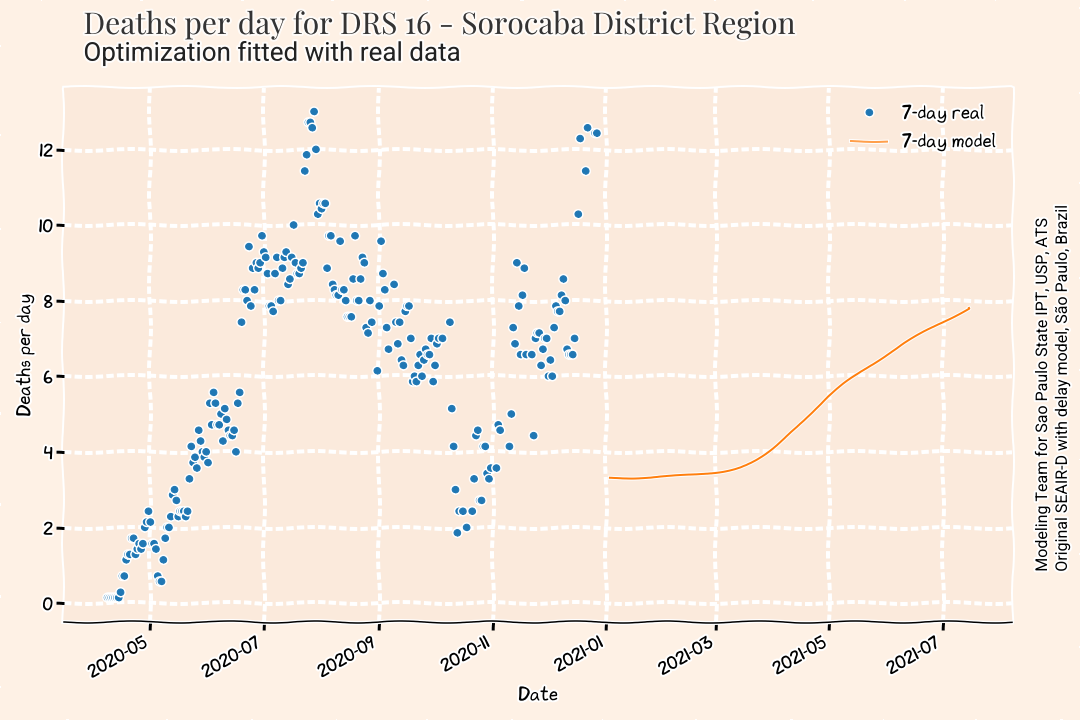 Deaths per day for DRS 16 - Sorocaba District Region
Optimization fitted with real data
7-day real
7-day model
12
10
8
6
4
2
0
Deaths per day
2020-05
2020-07
2020-09
2020-11
2021-01
2021-03
2021-05
2021-07
Date
Modeling Team for Sao Paulo State IPT, USP, ATS
Original SEAIR-D with delay model, São Paulo, Brazil